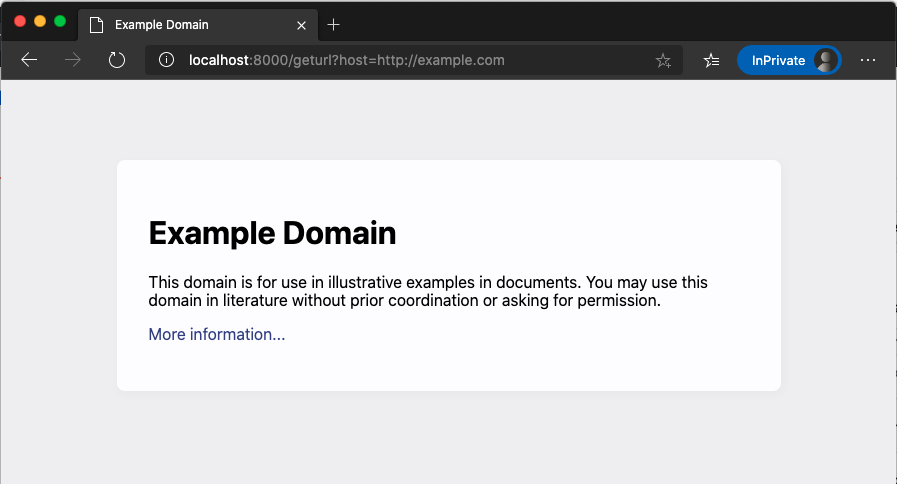 Example Domain
localhost:8000/geturl?host=http://example.com
InPrivate
Example Domain
This domain is for use in illustrative examples in documents. You may use this
domain in literature without prior coordination or asking for permission.
More information...